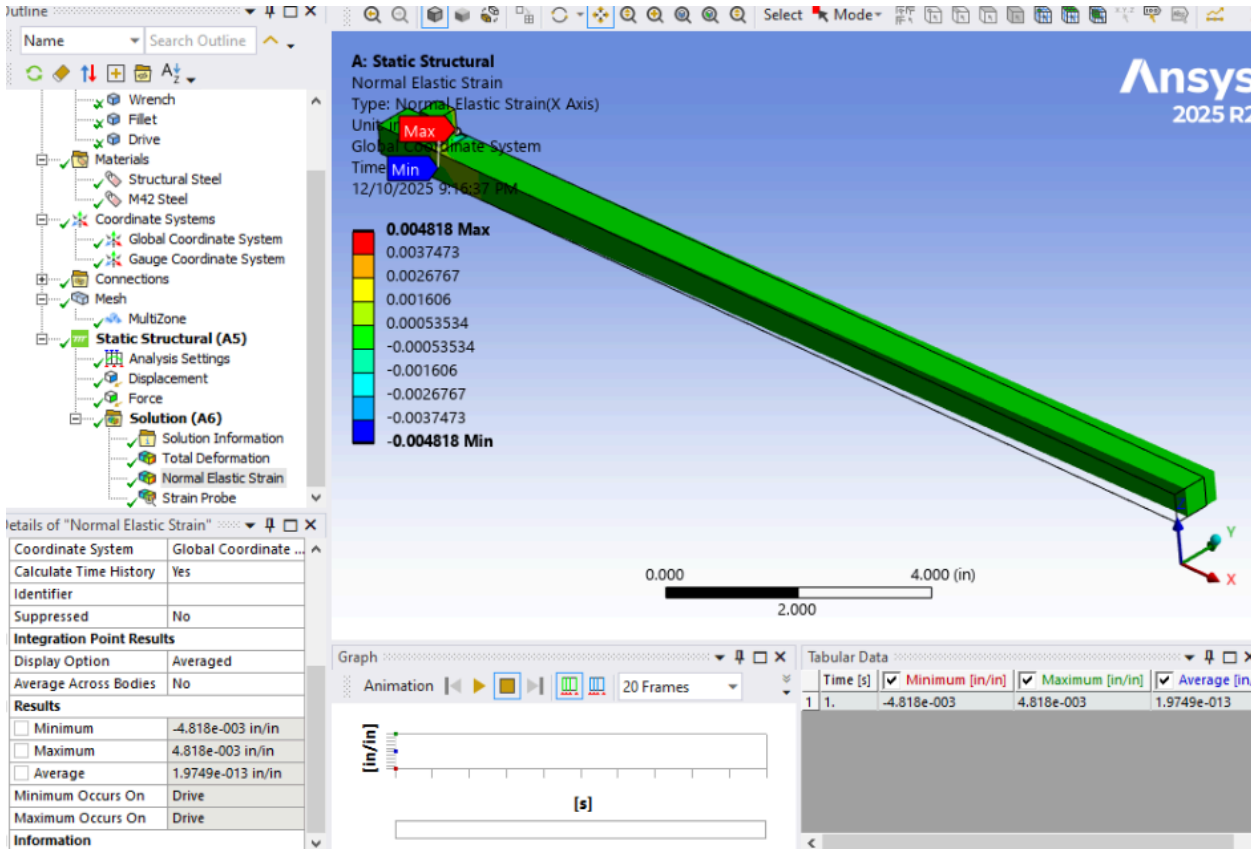 Outline
Name
Search Outline
Wrench
Fillet
Drive
Materials
Structural Steel
M42 Steel
Coordinate Systems
Global Coordinate System
Gauge Coordinate System
Connections
Mesh
MultiZone
Static Structural (A5)
Analysis Settings
Displacement
Force
Solution (A6)
Solution Information
Total Deformation
Normal Elastic Strain
Strain Probe
Details of "Normal Elastic Strain"
Coordinate System Global Coordinate ...
Calculate Time History Yes
Identifier
Suppressed No
Integration Point Results
Display Option Averaged
Average Across Bodies No
Results
Minimum -4.818e-003 in/in
Maximum 4.818e-003 in/in
Average 1.9749e-013 in/in
Minimum Occurs On Drive
Maximum Occurs On Drive
Information
Select Mode
A: Static Structural
Normal Elastic Strain
Type: Normal Elastic Strain(X Axis)
Unit: in
Max
Global Coordinate System
Time
Min
12/10/2025 9:16:37 PM
Ansys
2025 R2
0.004818 Max
0.0037473
0.0026767
0.001606
0.00053534
-0.00053534
-0.001606
-0.0026767
-0.0037473
-0.004818 Min
0.000
4.000 (in)
2.000
Z
Y
X
Graph
Animation
20 Frames
[in/in]
[s]
Tabular Data
Time [s] Minimum [in/in] Maximum [in/in] Average [in/
1 1. -4.818e-003 4.818e-003 1.9749e-013